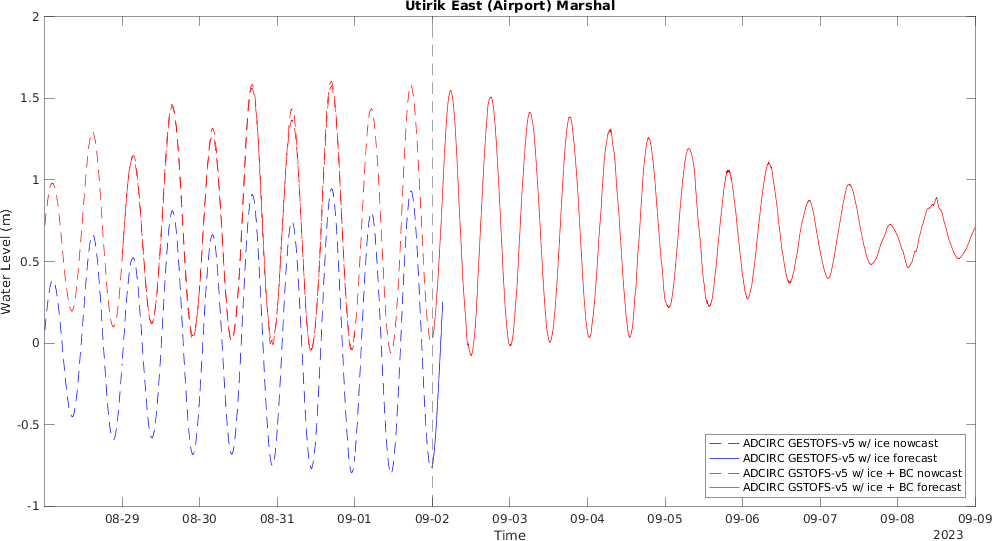 Utirik East (Airport) Marshal
2
1.5
1
0.5
0
-0.5
-1
Water Level (m)
ADCIRC GESTOFS-v5 w/ ice nowcast
ADCIRC GESTOFS-v5 w/ ice forecast
ADCIRC GSTOFS-v5 w/ ice + BC nowcast
ADCIRC GSTOFS-v5 w/ ice + BC forecast
08-29 08-30 08-31 09-01 09-02 09-03 09-04 09-05 09-06 09-07 09-08 09-09
Time
2023